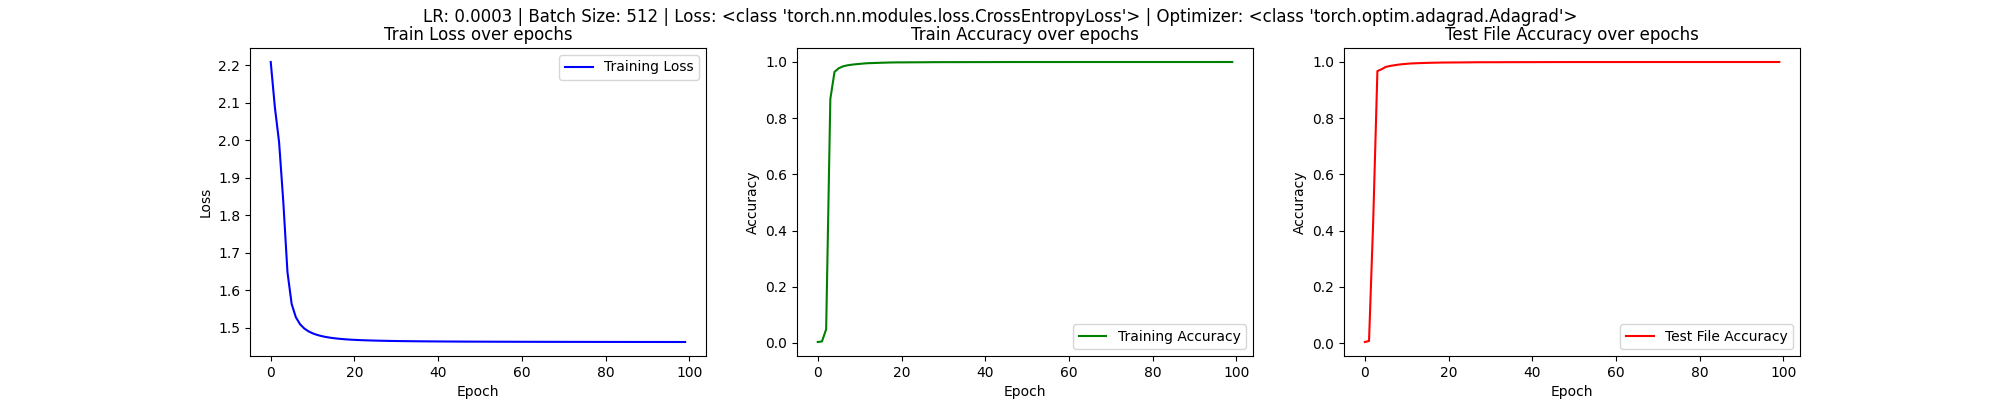 LR: 0.0003 | Batch Size: 512 | Loss: <class 'torch.nn.modules.loss.CrossEntropyLoss'> | Optimizer: <class 'torch.optim.adagrad.Adagrad'>
Train Loss over epochs
Loss
2.2
2.1
2.0
1.9
1.8
1.7
1.6
1.5
Training Loss
0 20 40 60 80 100
Epoch
Train Accuracy over epochs
Accuracy
1.0
0.8
0.6
0.4
0.2
0.0
Training Accuracy
0 20 40 60 80 100
Epoch
Test File Accuracy over epochs
Accuracy
1.0
0.8
0.6
0.4
0.2
0.0
Test File Accuracy
0 20 40 60 80 100
Epoch